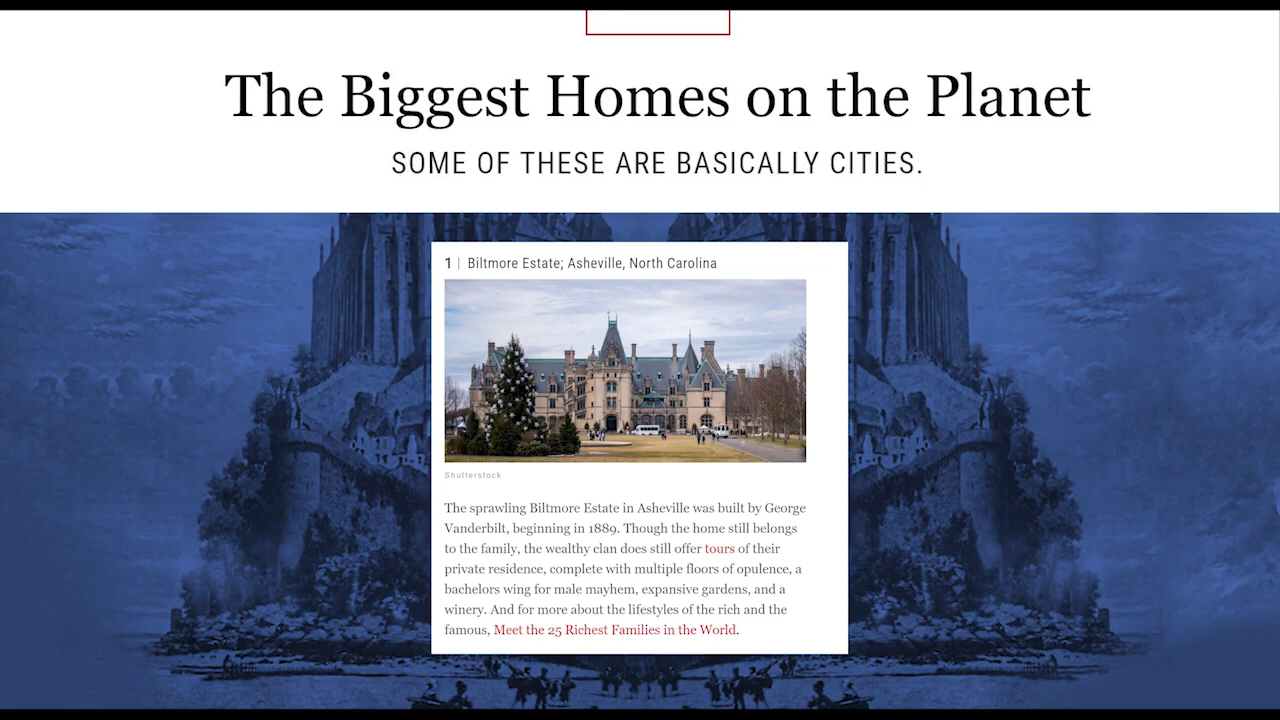 The Biggest Homes on the Planet
SOME OF THESE ARE BASICALLY CITIES.
1 | Biltmore Estate; Asheville, North Carolina
Shutterstock
The sprawling Biltmore Estate in Asheville was built by George
Vanderbilt, beginning in 1889. Though the home still belongs
to the family, the wealthy clan does still offer tours of their
private residence, complete with multiple floors of opulence, a
bachelors wing for male mayhem, expansive gardens, and a
winery. And for more about the lifestyles of the rich and the
famous, Meet the 25 Richest Families in the World.